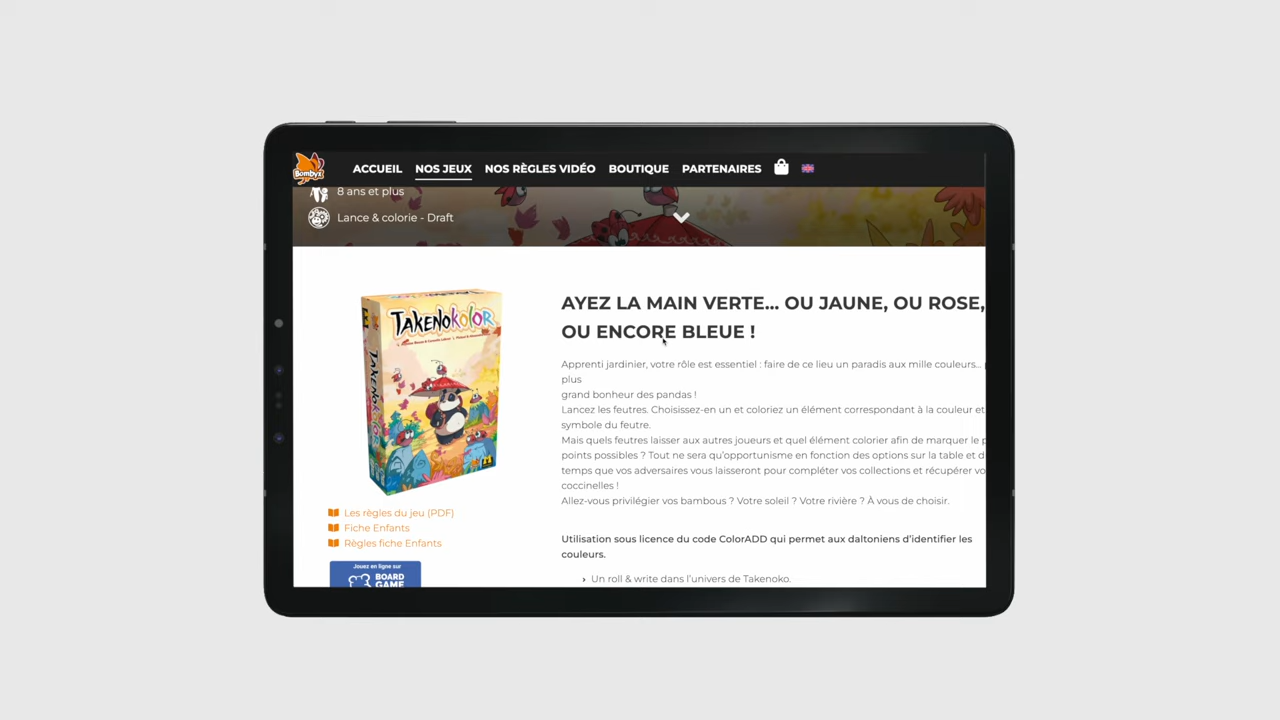 Bombyx
ACCUEIL NOS JEUX NOS RÈGLES VIDÉO BOUTIQUE PARTENAIRES
8 ans et plus
Lance & colorie - Draft
TAKENOKOLOR
TAKENOKOLOR
AYEZ LA MAIN VERTE... OU JAUNE, OU ROSE,
OU ENCORE BLEUE !
Apprenti jardinier, votre rôle est essentiel : faire de ce lieu un paradis aux mille couleurs...
plus
grand bonheur des pandas !
Lancez les feutres. Choisissez-en un et coloriez un élément correspondant à la couleur et
symbole du feutre.
Mais quels feutres laisser aux autres joueurs et quel élément colorier afin de marquer le
points possibles ? Tout ne sera qu'opportunisme en fonction des options sur la table et
temps que vos adversaires vous laisseront pour compléter vos collections et récupérer
coccinelles !
Allez-vous privilégier vos bambous ? Votre soleil ? Votre rivière ? À vous de choisir.
Utilisation sous licence du code ColorADD qui permet aux daltoniens d'identifier les
couleurs.
› Un roll & write dans l'univers de Takenoko.
Les règles du jeu (PDF)
Fiche Enfants
Règles fiche Enfants
Jouez en ligne sur
BOARD
GAME